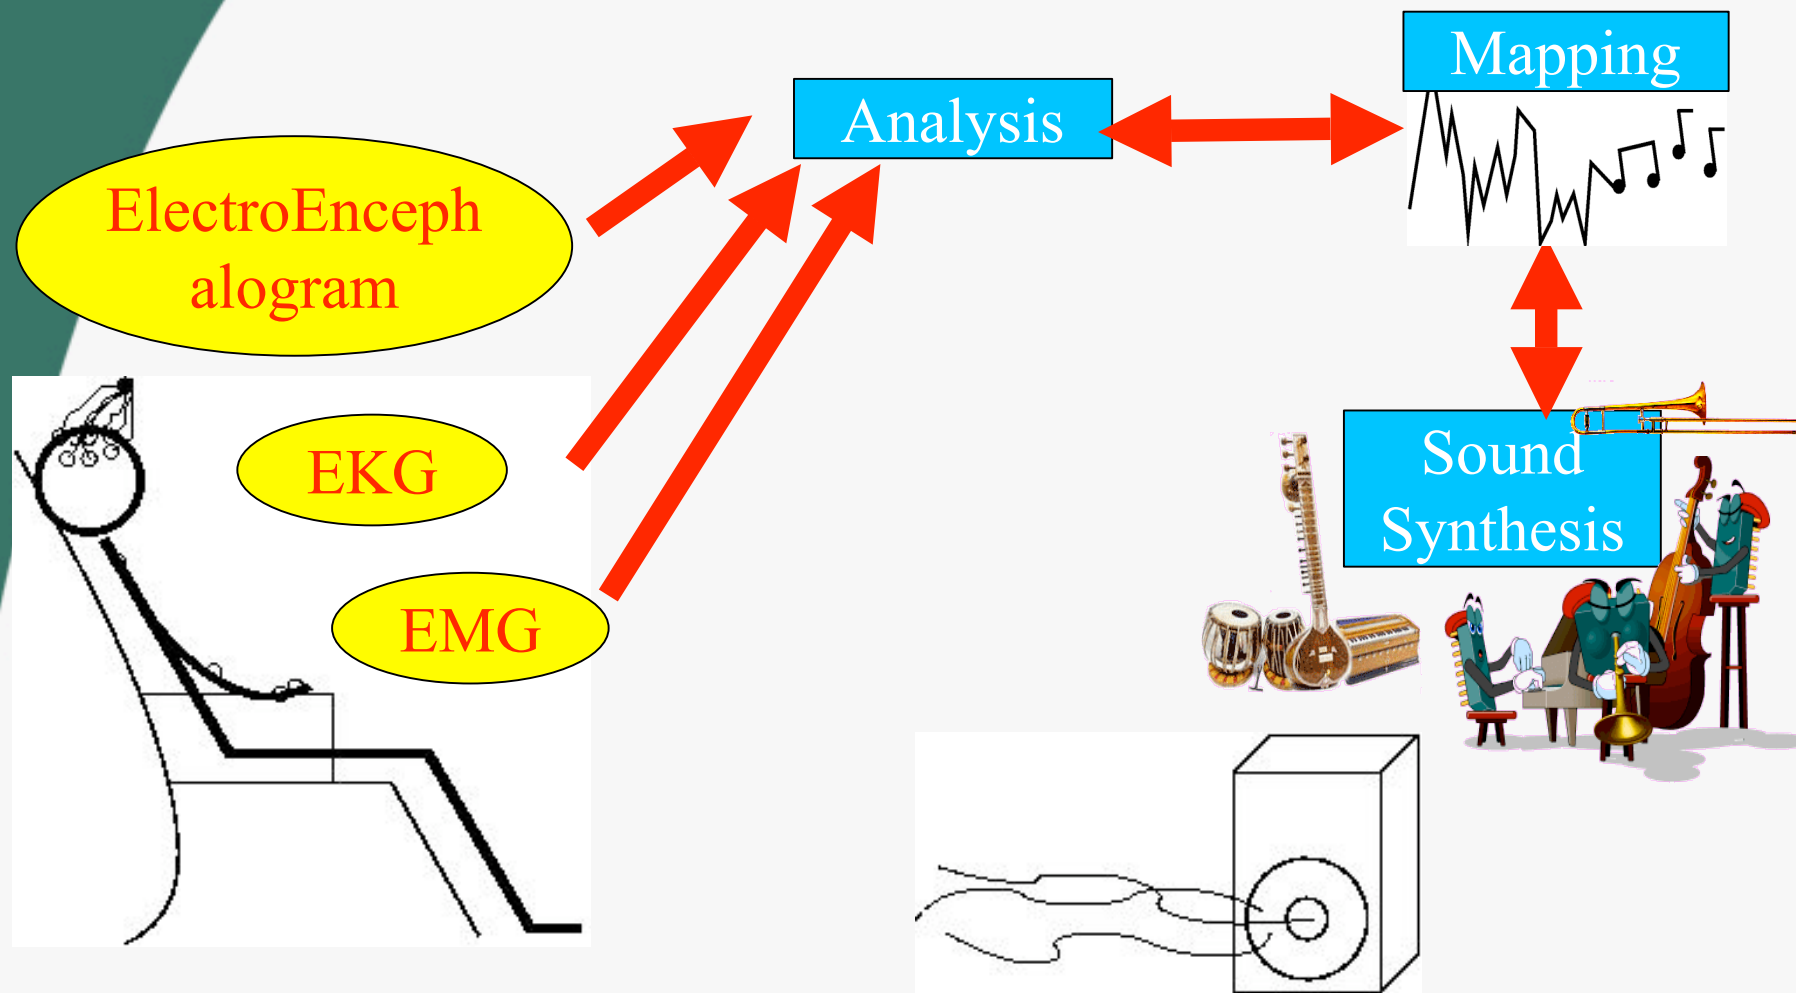 Mapping
Analysis
ElectroEnceph
alogram
EKG
EMG
Sound
Synthesis